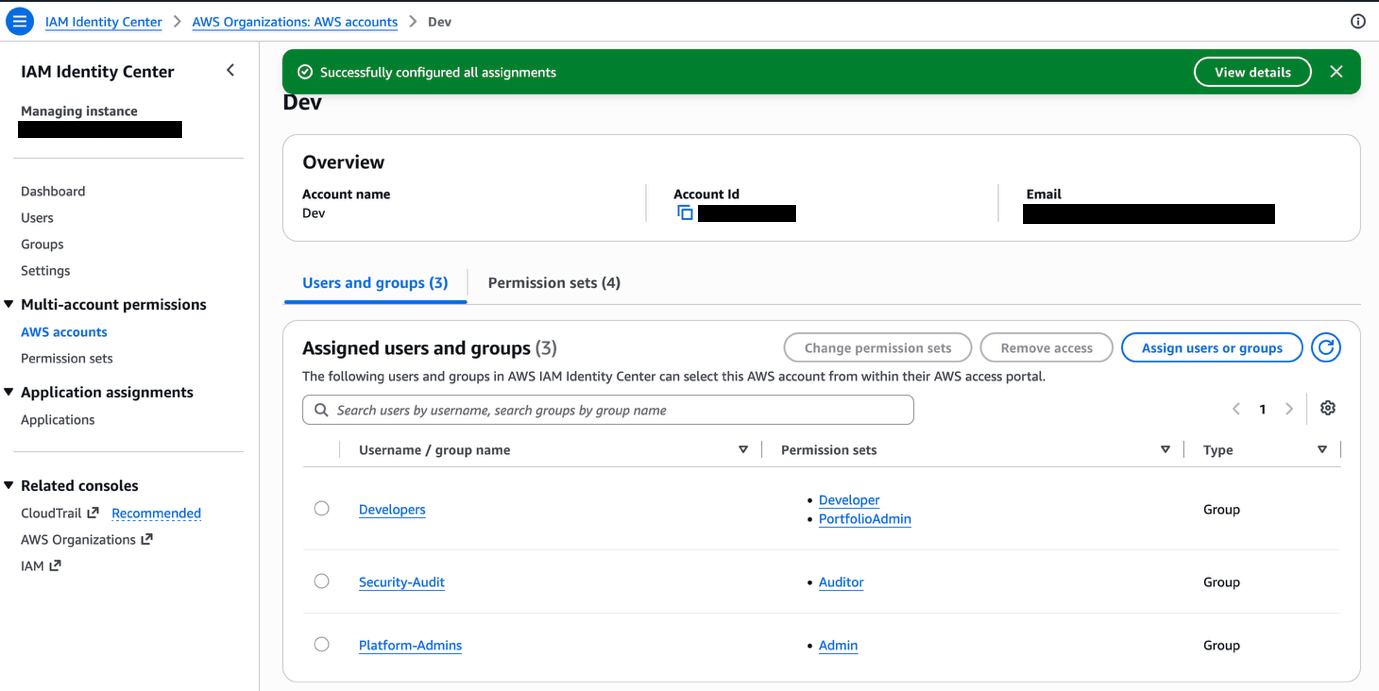 IAM Identity Center > AWS Organizations: AWS accounts > Dev
IAM Identity Center
Managing instance
Dashboard
Users
Groups
Settings
Multi-account permissions
AWS accounts
Permission sets
Application assignments
Applications
Related consoles
CloudTrail Recommended
AWS Organizations
IAM
Successfully configured all assignments View details
Dev
Overview
Account name Account Id Email
Dev
Users and groups (3) Permission sets (4)
Assigned users and groups (3) Change permission sets Remove access Assign users or groups
The following users and groups in AWS IAM Identity Center can select this AWS account from within their AWS access portal.
Search users by username, search groups by group name 1
Username / group name Permission sets Type
Developers • Developer Group
• PortfolioAdmin
Security-Audit • Auditor Group
Platform-Admins • Admin Group